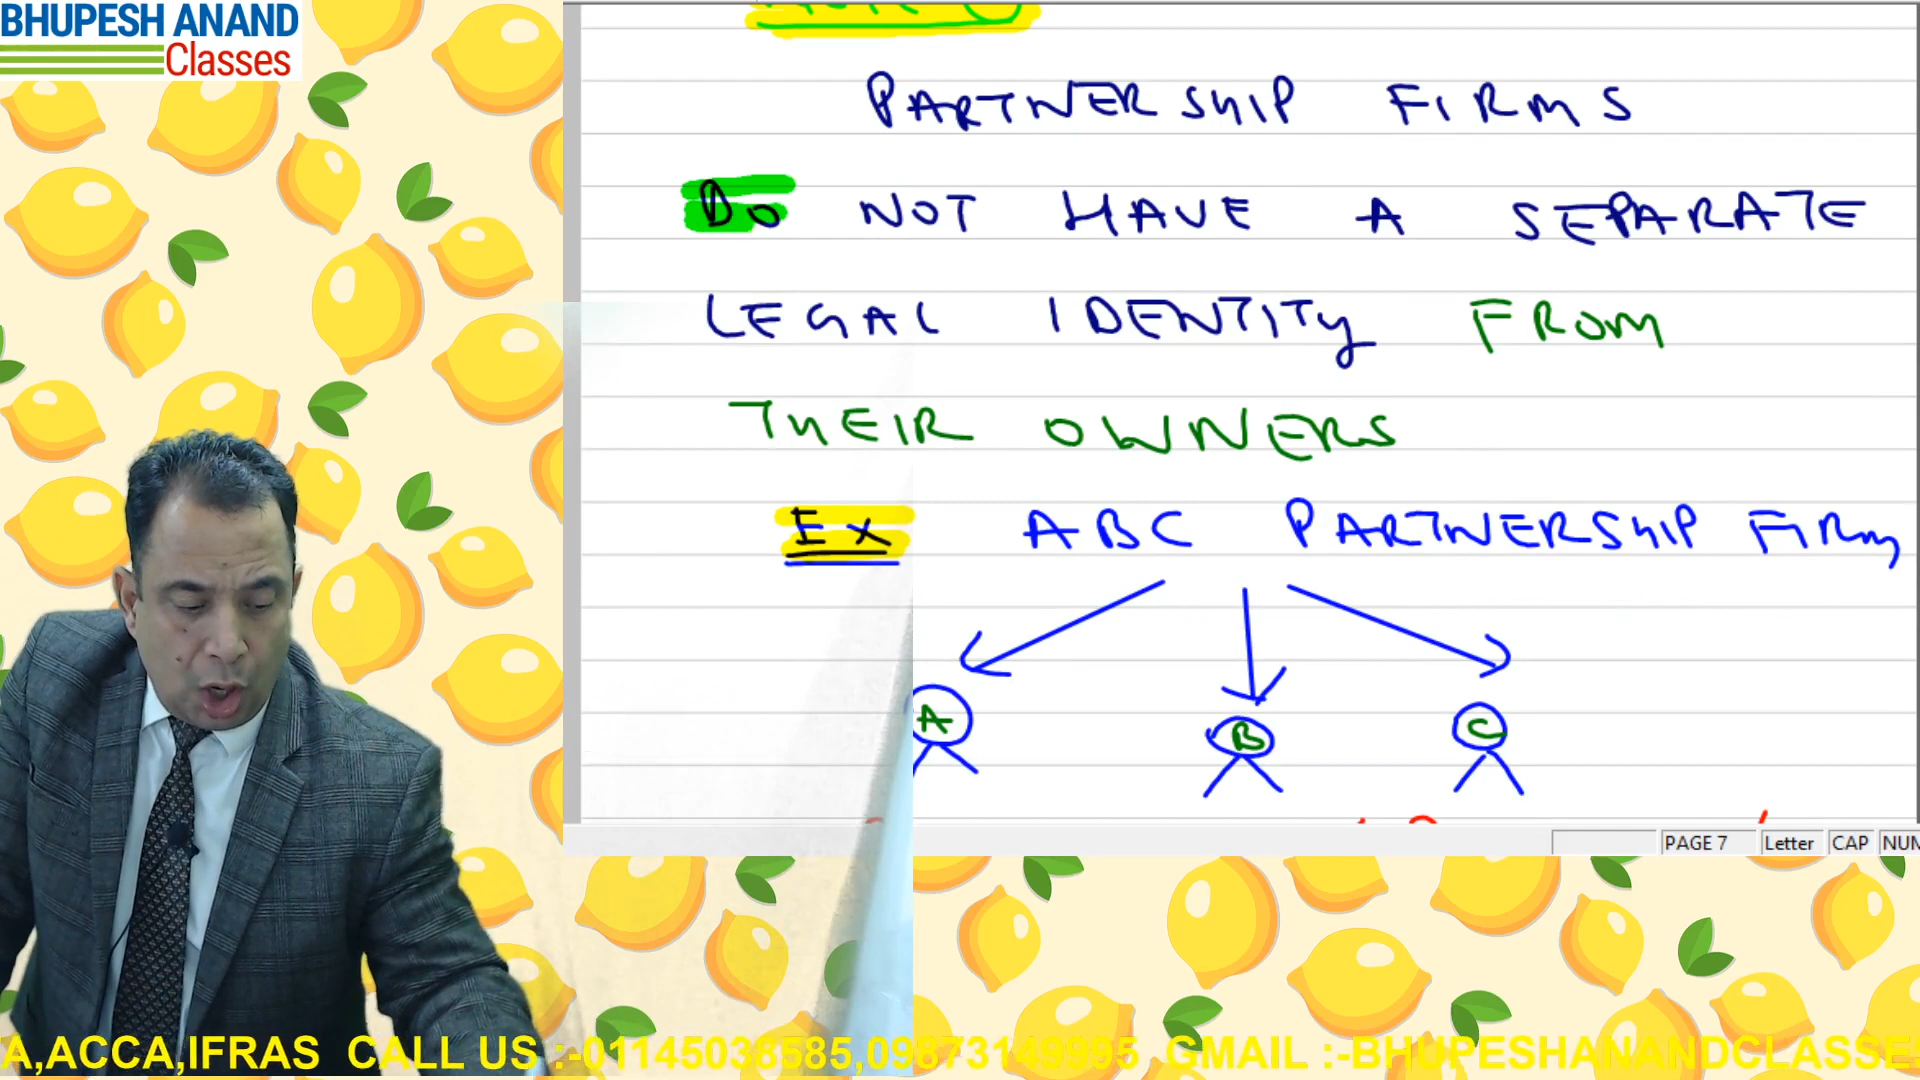 BHUPESH ANAND
Classes
PARTNERSHIP FIRMS
DO NOT HAVE A SEPARATE
LEGAL IDENTITY FROM
THEIR OWNERS
EX ABC PARTNERSHIP FIRM
A B C
PAGE 7 Letter CAP NUM
A,ACCA,IFRAS CALL US :-01145038585,09873149995 GMAIL :-BHUPESHANANDCLASSE